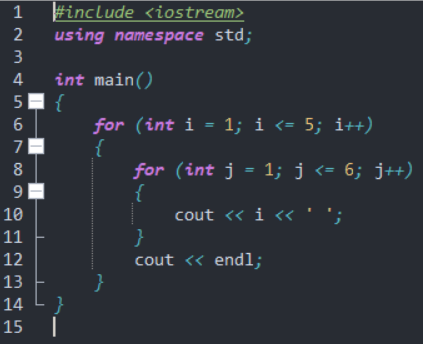 1 #include <iostream>
2 using namespace std;
3
4 int main()
5 {
6     for (int i = 1; i <= 5; i++)
7     {
8         for (int j = 1; j <= 6; j++)
9         {
10             cout << i << ' ';
11         }
12         cout << endl;
13     }
14 }
15